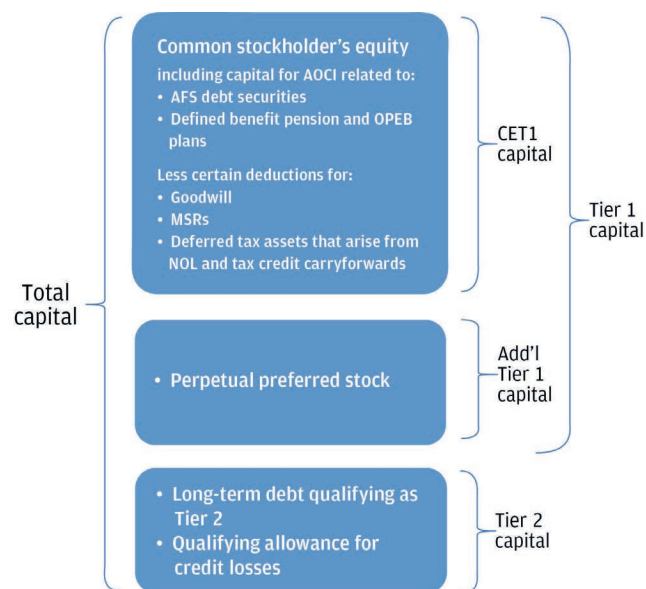 Common stockholder's equity
including capital for AOCI related to:
• AFS debt securities
• Defined benefit pension and OPEB
plans
Less certain deductions for:
• Goodwill
• MSRs
• Deferred tax assets that arise from
NOL and tax credit carryforwards
CET1
capital
Tier 1
capital
Total
capital
• Perpetual preferred stock
Add'l
Tier 1
capital
• Long-term debt qualifying as
Tier 2
• Qualifying allowance for
credit losses
Tier 2
capital